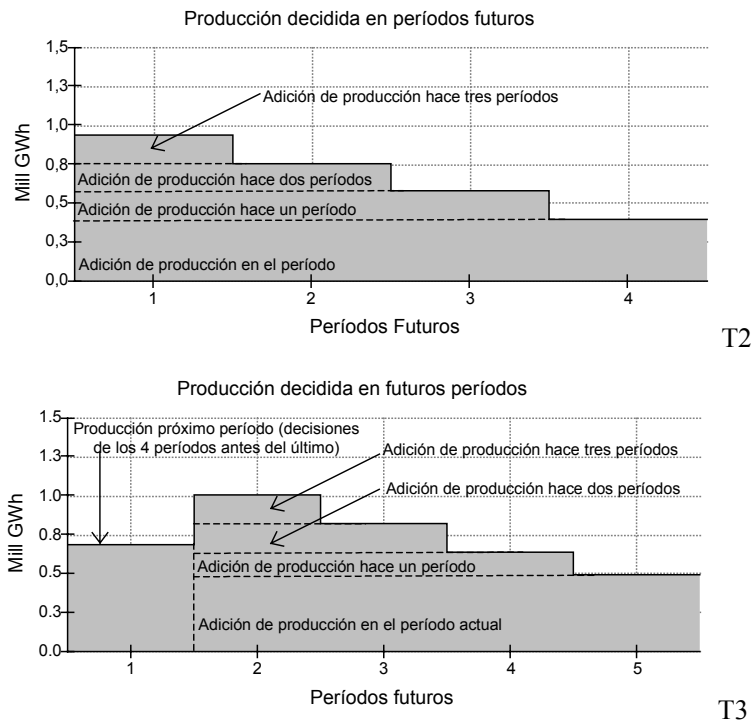 Producción decidida en períodos futuros
1,5
1,3
Adición de producción hace tres períodos
1,0
0,8
Adición de producción hace dos períodos
0,5
Adición de producción hace un período
0,3
Adición de producción en el período
0,0
Mill GWh
1 2 3 4
Períodos Futuros
T2
Producción decidida en futuros períodos
1.5
Producción próximo período (decisiones
de los 4 períodos antes del último)
1.3
Adición de producción hace tres períodos
1.0
Adición de producción hace dos períodos
0.8
Adición de producción hace un período
0.5
0.3
Adición de producción en el período actual
0.0
Mill GWh
1 2 3 4 5
Períodos futuros
T3